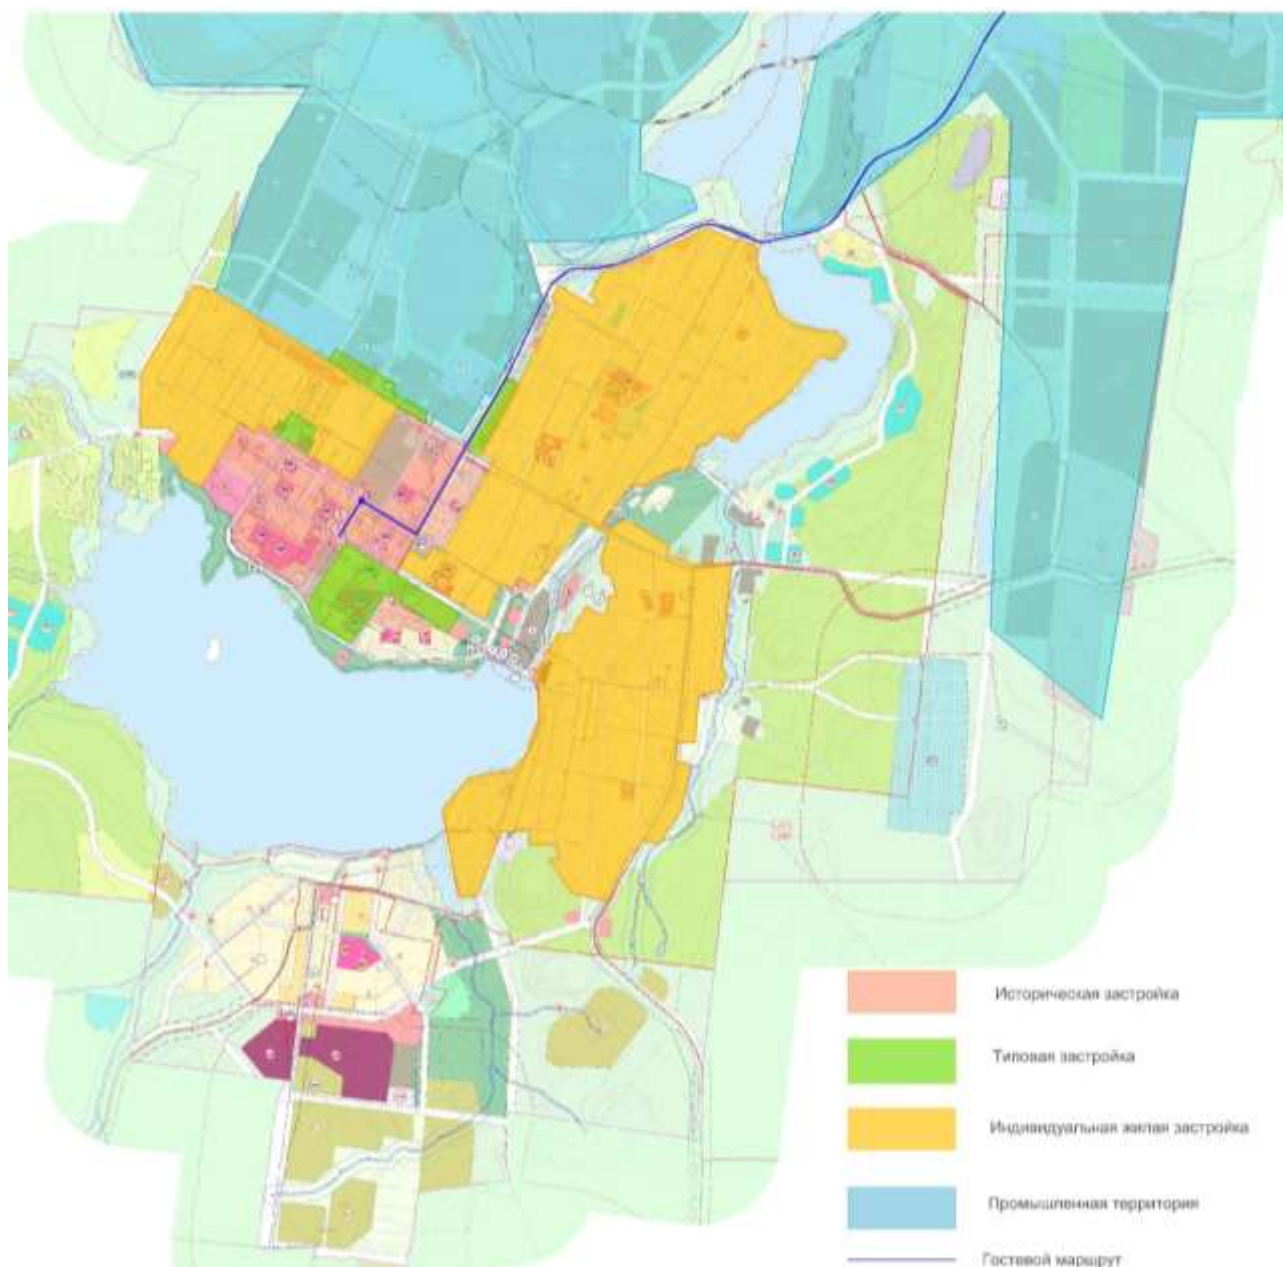 Историческая застройка
Типовая застройка
Индивидуальная жилая застройка
Промышленная территория
Гостевой маршрут